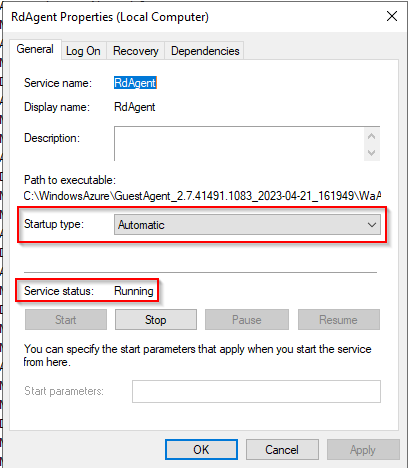 RdAgent Properties (Local Computer)
General Log On Recovery Dependencies
Service name: RdAgent
Display name: RdAgent
Description:
Path to executable:
C:\WindowsAzure\GuestAgent_2.7.41491.1083_2023-04-21_161949\WaA
Startup type: Automatic
Service status: Running
Start Stop Pause Resume
You can specify the start parameters that apply when you start the service
from here.
Start parameters:
OK Cancel Apply